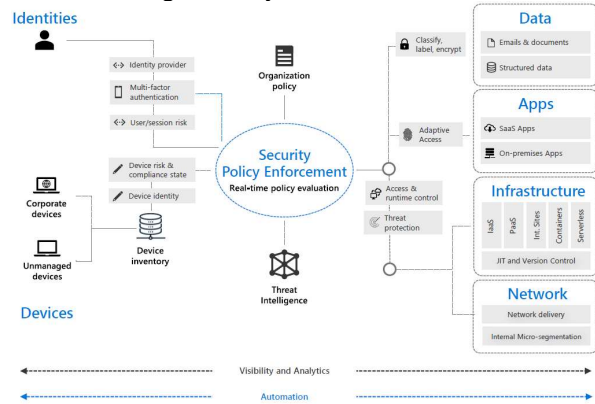 Identities
Identity provider
Multi-factor
authentication
User/session risk
Device risk &
compliance state
Device identity
Corporate
devices
Unmanaged
devices
Device
inventory
Devices
Organization
policy
Security
Policy Enforcement
Real-time policy evaluation
Threat
Intelligence
Classify,
label, encrypt
Adaptive
Access
Access &
runtime control
Threat
protection
Data
Emails & documents
Structured data
Apps
SaaS Apps
On-premises Apps
Infrastructure
IaaS
PaaS
Int. Sites
Containers
Serverless
JIT and Version Control
Network
Network delivery
Internal Micro-segmentation
Visibility and Analytics
Automation